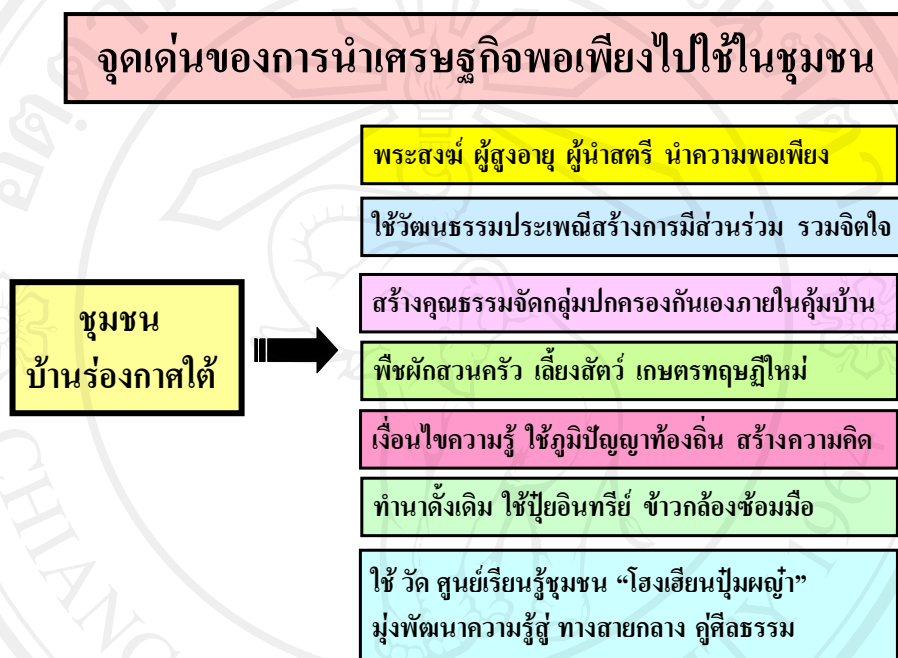 จุดเด่นของการนำเศรษฐกิจพอเพียงไปใช้ในชุมชน
พระสงฆ์ ผู้สูงอายุ ผู้นำสตรี นำความพอเพียง
ใช้วัฒนธรรมประเพณีสร้างการมีส่วนร่วม รวมจิตใจ
สร้างคุณธรรมจัดกลุ่มปกครองกันเองภายในคุ้มบ้าน
ชุมชน
บ้านร่องกาศใต้
พืชผักสวนครัว เลี้ยงสัตว์ เกษตรทฤษฎีใหม่
เงื่อนไขความรู้ ใช้ภูมิปัญญาท้องถิ่น สร้างความคิด
ทำนาดั้งเดิม ใช้ปุ๋ยอินทรีย์ ข้าวกล้องซ้อมมือ
ใช้ วัด ศูนย์เรียนรู้ชุมชน “โฮงเฮียนปุ๋มผญ๋า”
มุ่งพัฒนาความรู้สู่ ทางสายกลาง คู่ศีลธรรม